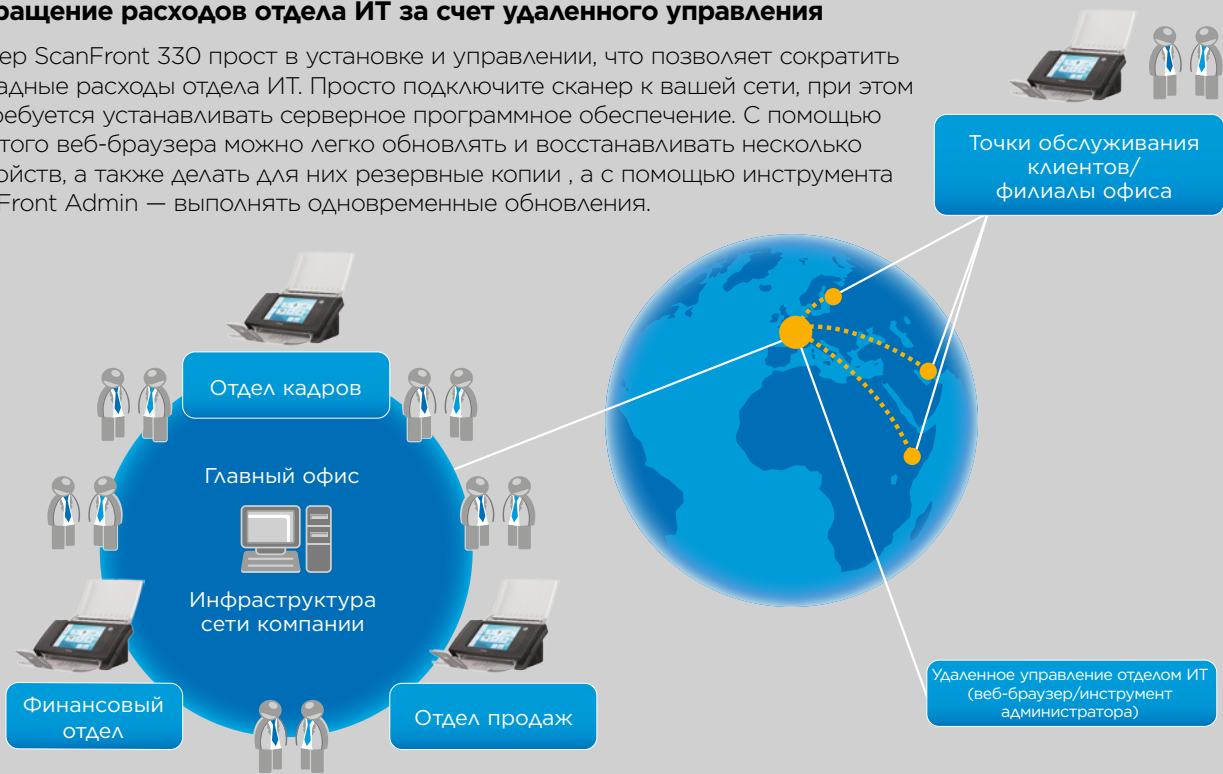 ращение расходов отдела ИТ за счет удаленного управления
ер ScanFront 330 прост в установке и управлении, что позволяет сократить
адные расходы отдела ИТ. Просто подключите сканер к вашей сети, при этом
ребуется устанавливать серверное программное обеспечение. С помощью
того веб-браузера можно легко обновлять и восстанавливать несколько
ойств, а также делать для них резервные копии , а с помощью инструмента
Front Admin — выполнять одновременные обновления.
Точки обслуживания
клиентов/
филиалы офиса
Отдел кадров
Главный офис
Инфраструктура
сети компании
Финансовый
отдел
Отдел продаж
Удаленное управление отделом ИТ
(веб-браузер/инструмент
администратора)